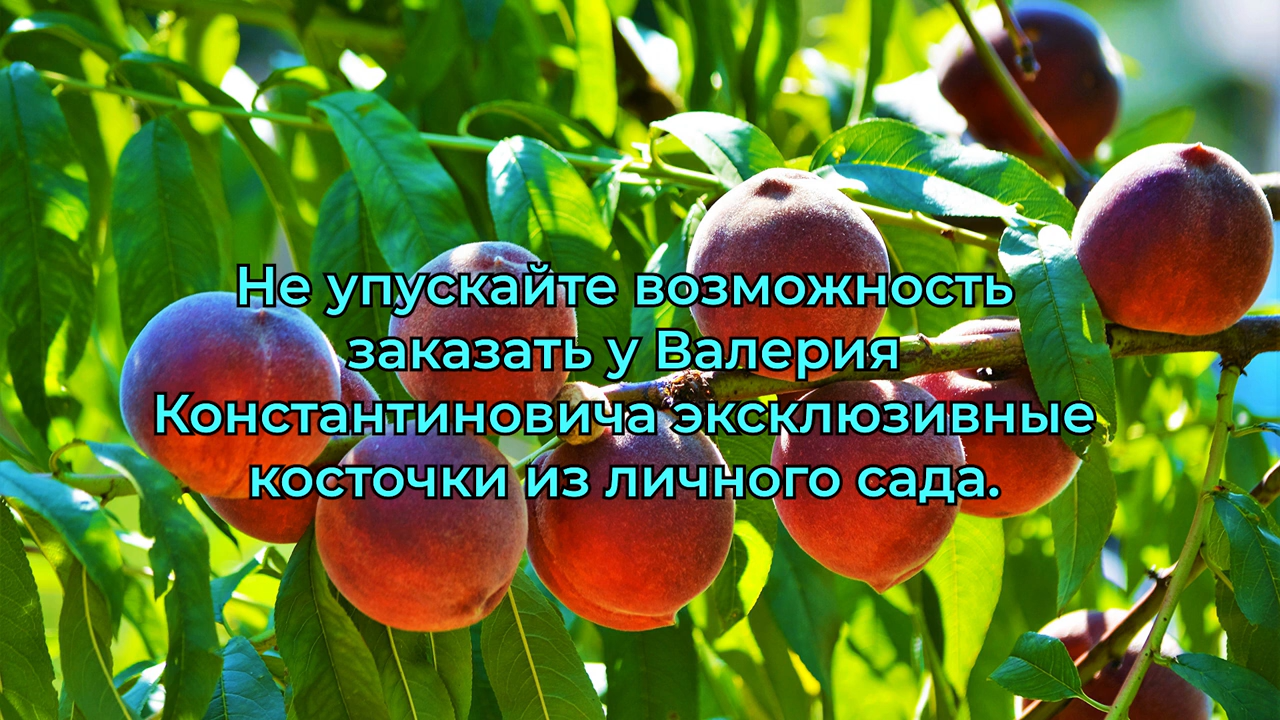 Не упускайте возможность
заказать у Валерия
Константиновича эксклюзивные
косточки из личного сада.